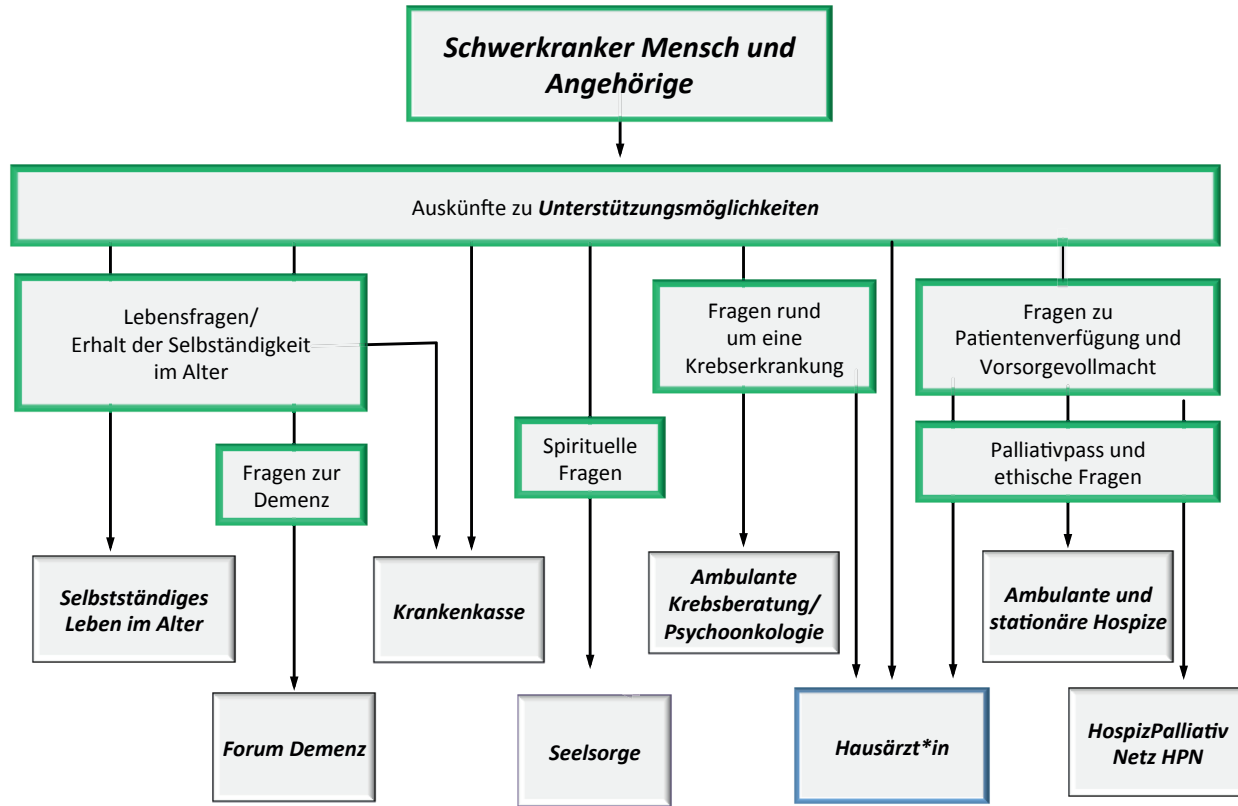 Schwerkranker Mensch und
Angehörige
Auskünfte zu Unterstützungsmöglichkeiten
Lebensfragen/
Erhalt der Selbständigkeit
im Alter
Fragen rund
um eine
Krebserkrankung
Fragen zu
Patientenverfügung und
Vorsorgevollmacht
Fragen zur
Demenz
Spirituelle
Fragen
Palliativpass und
ethische Fragen
Selbstständiges
Leben im Alter
Krankenkasse
Ambulante
Krebsberatung/
Psychoonkologie
Ambulante und
stationäre Hospize
Forum Demenz
Seelsorge
Hausärzt*in
HospizPalliativ
Netz HPN